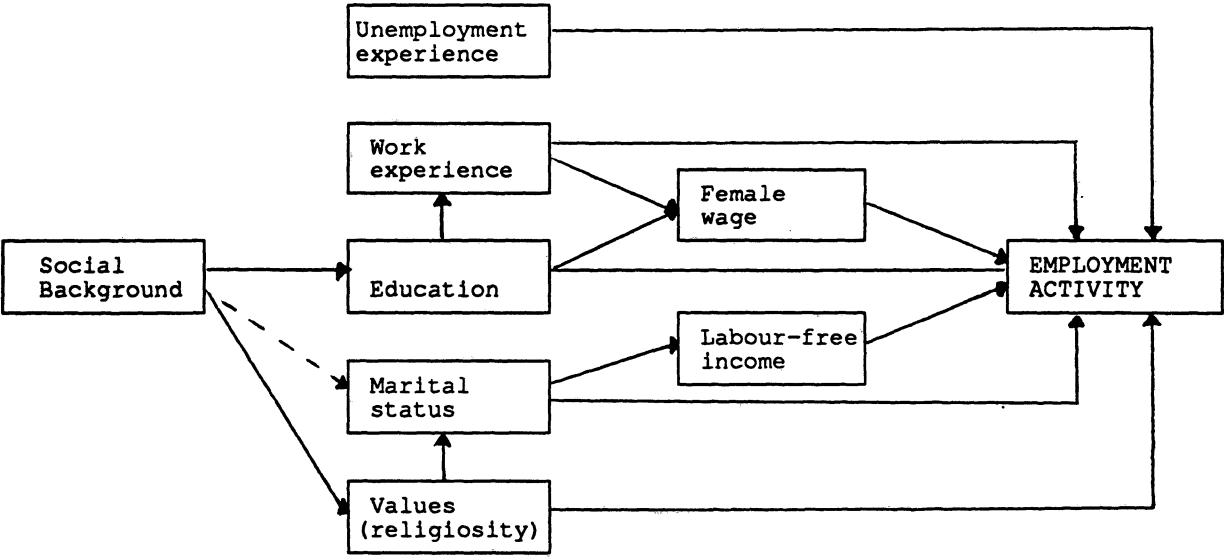 Unemployment
experience
Work
experience
Female
wage
Social
Background
Education
EMPLOYMENT
ACTIVITY
Labour-free
income
Marital
status
Values
(religiosity)